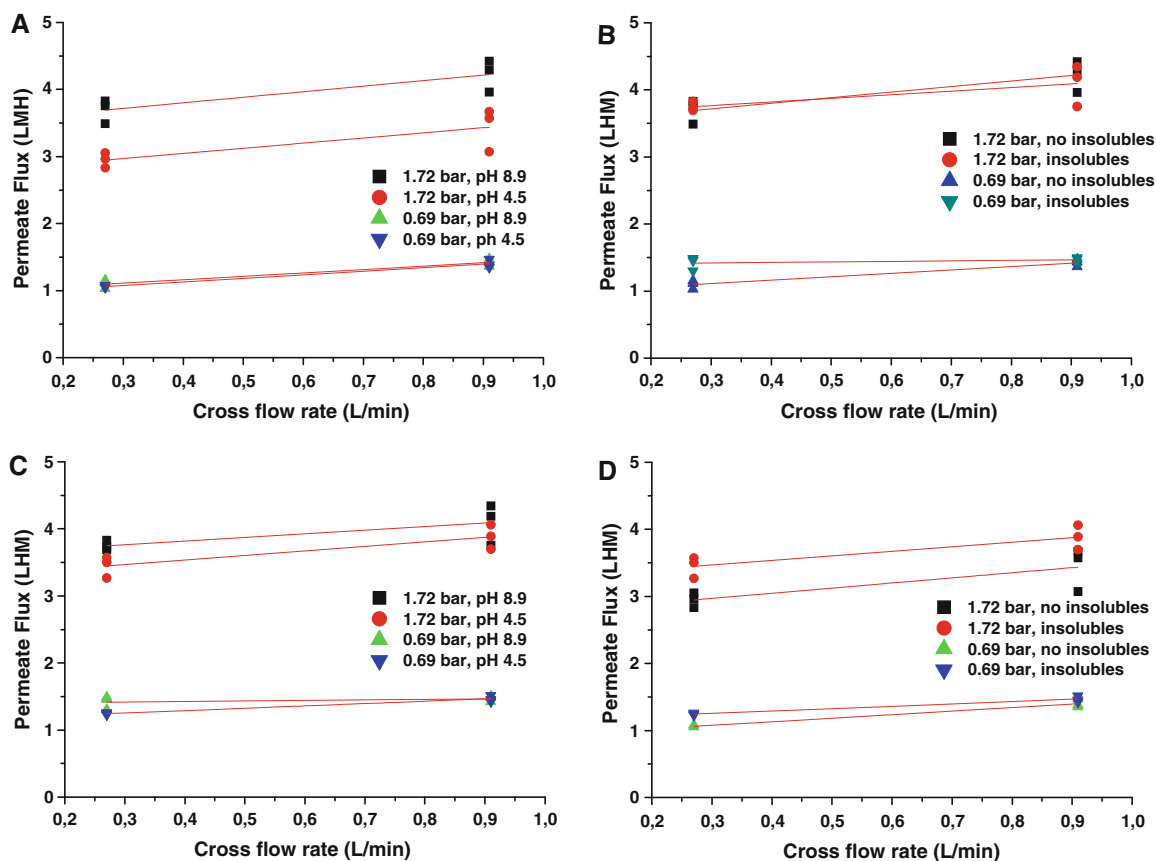 A
Permeate Flux (LMH)
5
4
3
2
1
0
1.72 bar, pH 8.9
1.72 bar, pH 4.5
0.69 bar, pH 8.9
0.69 bar, ph 4.5
0,2 0,3 0,4 0,5 0,6 0,7 0,8 0,9 1,0
Cross flow rate (L/min)
B
Permeate Flux (LHM)
5
4
3
2
1
0
1.72 bar, no insolubles
1.72 bar, insolubles
0.69 bar, no insolubles
0.69 bar, insolubles
0,2 0,3 0,4 0,5 0,6 0,7 0,8 0,9 1,0
Cross flow rate (L/min)
C
Permeate Flux (LHM)
5
4
3
2
1
0
1.72 bar, pH 8.9
1.72 bar, pH 4.5
0.69 bar, pH 8.9
0.69 bar, pH 4.5
0,2 0,3 0,4 0,5 0,6 0,7 0,8 0,9 1,0
Cross flow rate (L/min)
D
Permeate Flux (LHM)
5
4
3
2
1
0
1.72 bar, no insolubles
1.72 bar, insolubles
0.69 bar, no insolubles
0.69 bar, insolubles
0,2 0,3 0,4 0,5 0,6 0,7 0,8 0,9 1,0
Cross flow rate (L/min)